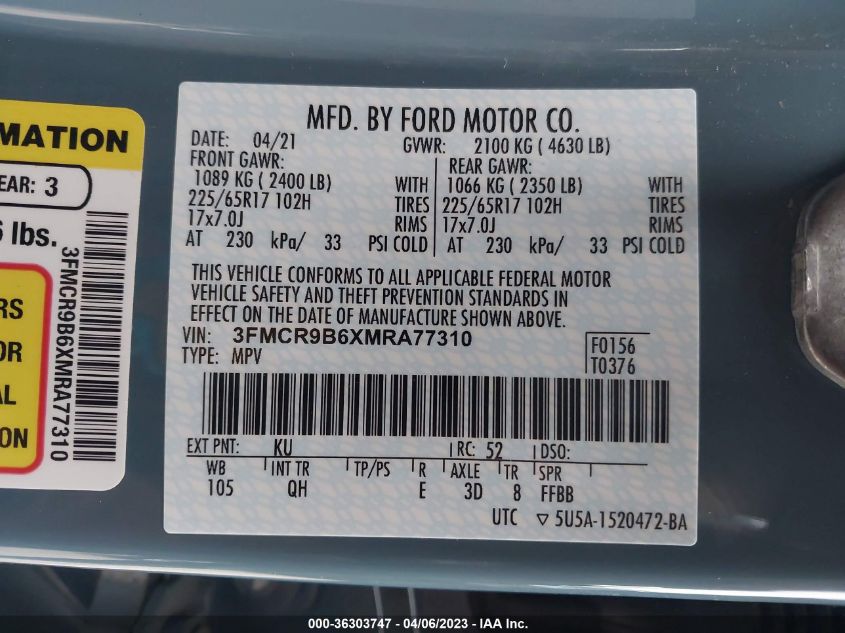 MATION
EAR: 3
lbs.
RS
OR
AL
ON
3FMCR9B6XMRA77310
MFD. BY FORD MOTOR CO.
DATE: 04/21 GVWR: 2100 KG ( 4630 LB)
FRONT GAWR: REAR GAWR:
1089 KG ( 2400 LB) WITH 1066 KG ( 2350 LB) WITH
225/65R17 102H TIRES 225/65R17 102H TIRES
17x7.0J RIMS 17x7.0J RIMS
AT 230 kPa/ 33 PSI COLD AT 230 kPa/ 33 PSI COLD
THIS VEHICLE CONFORMS TO ALL APPLICABLE FEDERAL MOTOR
VEHICLE SAFETY AND THEFT PREVENTION STANDARDS IN
EFFECT ON THE DATE OF MANUFACTURE SHOWN ABOVE.
VIN: 3FMCR9B6XMRA77310 F0156
TYPE: MPV T0376
EXT PNT: KU RC: 52 DSO:
WB INT TR TP/PS R AXLE TR SPR
105 QH E 3D 8 FFBB
UTC ▽ 5U5A-1520472-BA
000-36303747 - 04/06/2023 - WWW.IAAI.COM